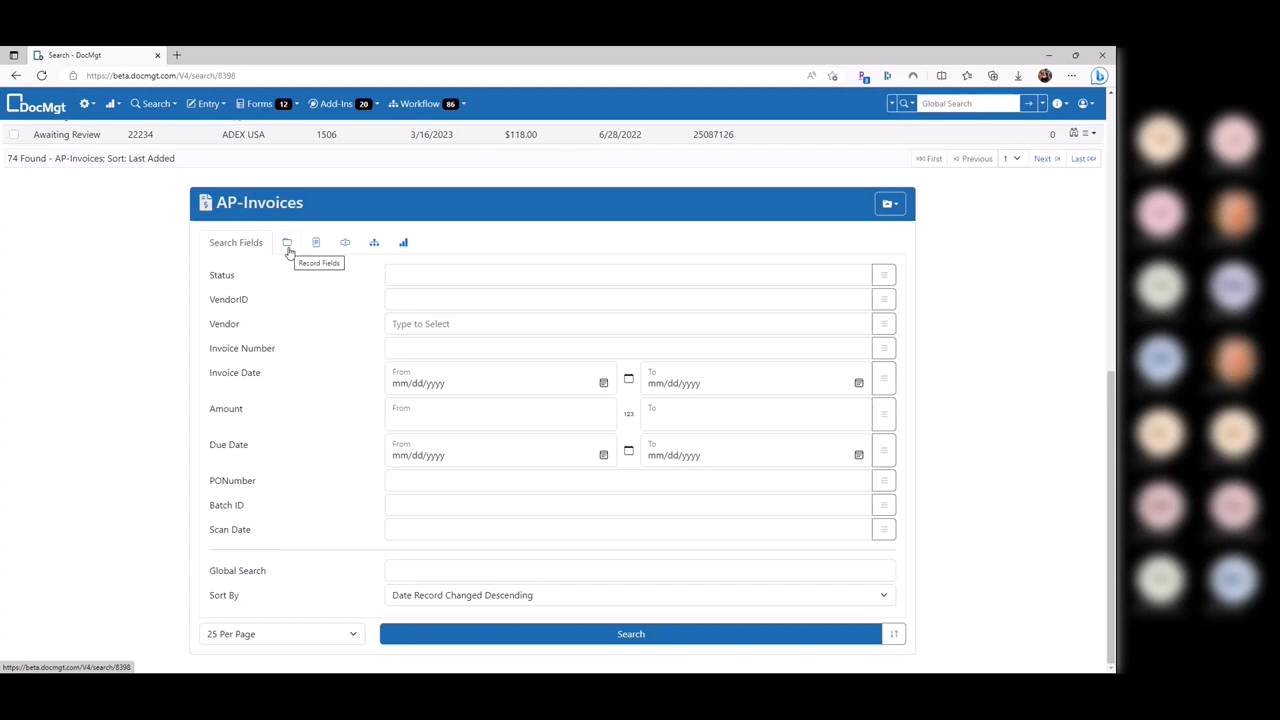 Search - DocMgt
https://beta.docmgt.com/V4/search/8398
DocMgt Search Entry Forms 12 Add-Ins 20 Workflow 86 Global Search
Awaiting Review 22234 ADEX USA 1506 3/16/2023 $118.00 6/28/2022 25087126 0
74 Found - AP-Invoices; Sort: Last Added First Previous 1 Next Last
AP-Invoices
Search Fields
Record Fields
Status
VendorID
Vendor Type to Select
Invoice Number
Invoice Date From mm/dd/yyyy To mm/dd/yyyy
Amount From 123 To
Due Date From mm/dd/yyyy To mm/dd/yyyy
PONumber
Batch ID
Scan Date
Global Search
Sort By Date Record Changed Descending
25 Per Page Search
https://beta.docmgt.com/V4/search/8398